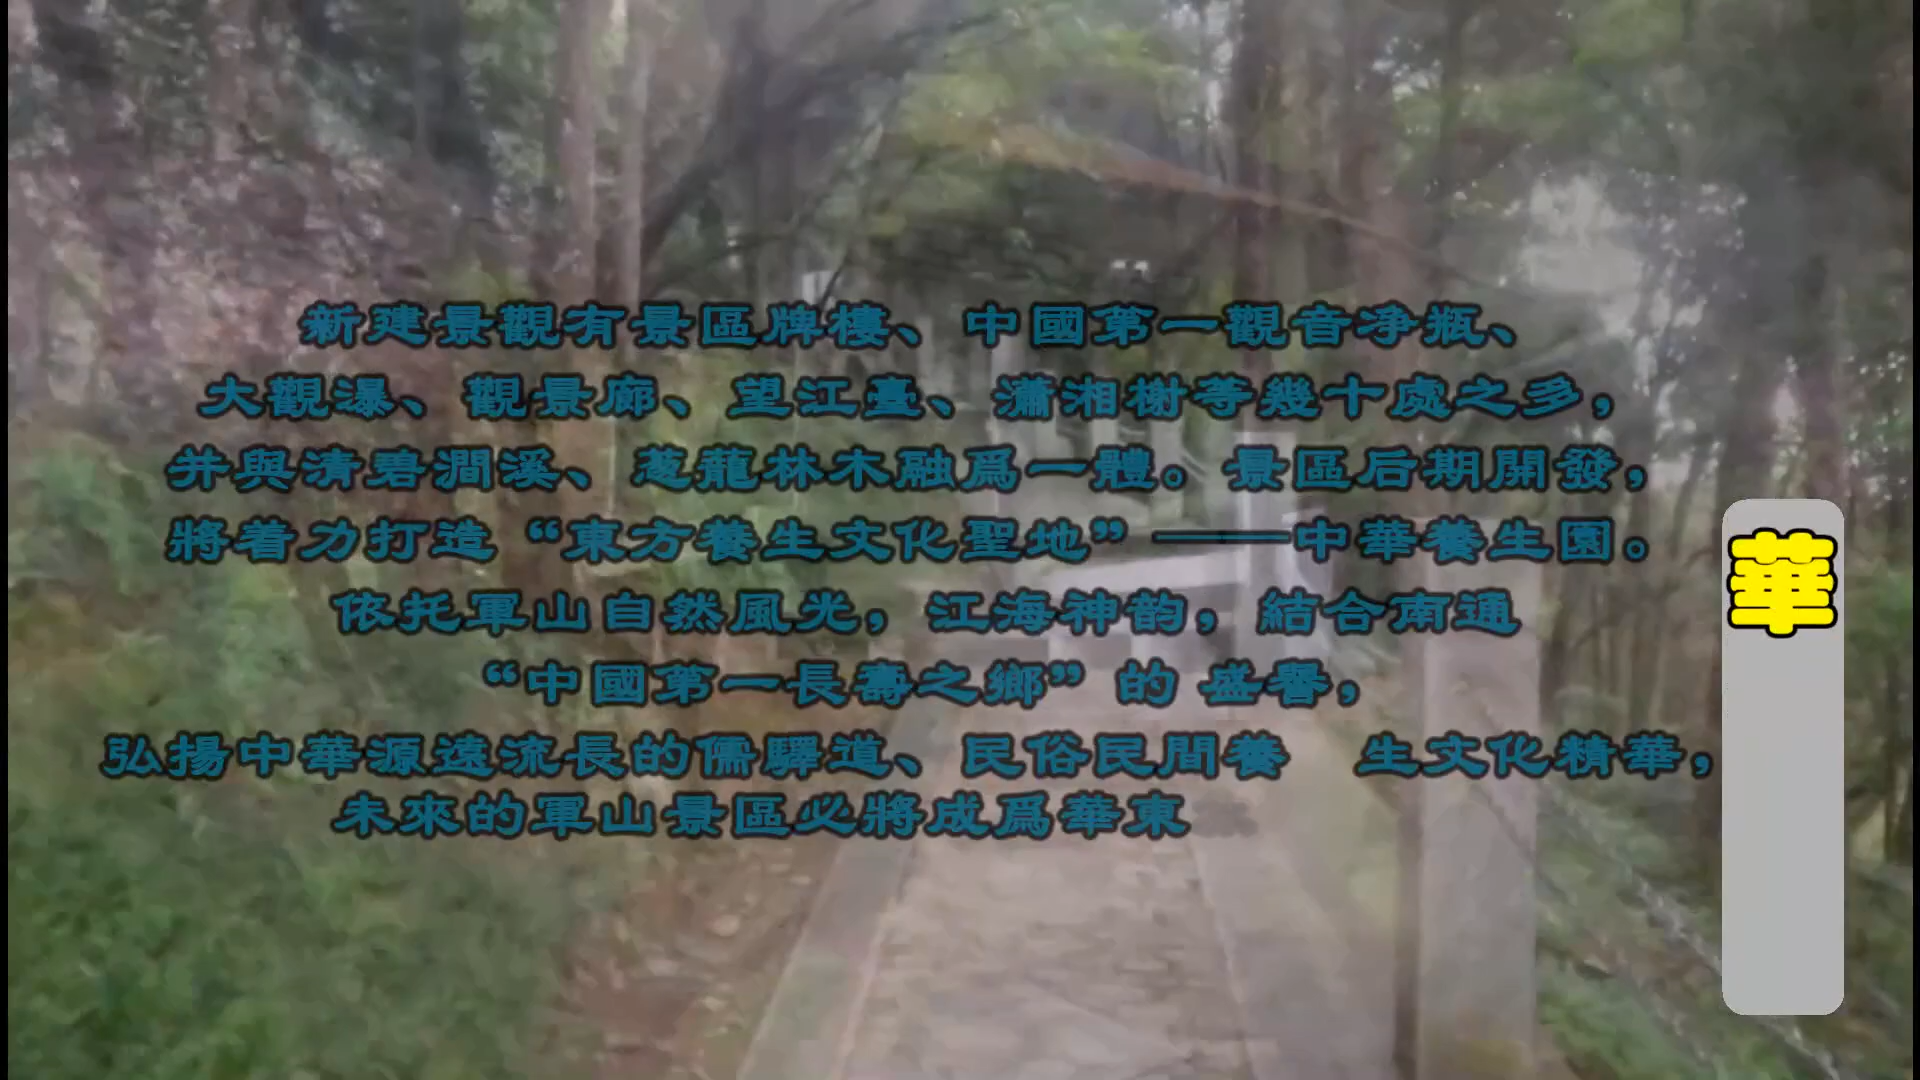 新建景觀有景區牌樓、中國第一觀音净瓶、
大觀瀑、觀景廊、望江臺、瀟湘榭等幾十處之多，
并與清碧澗溪、葱蘢林木融爲一體。景區后期開發，
將着力打造“東方養生文化聖地”——中華養生園。
依托軍山自然風光，江海神韵，結合南通
“中國第一長壽之鄉”的 盛譽，
弘揚中華源遠流長的儒驛道、民俗民間養 生文化精華，
未來的軍山景區必將成爲華東
華